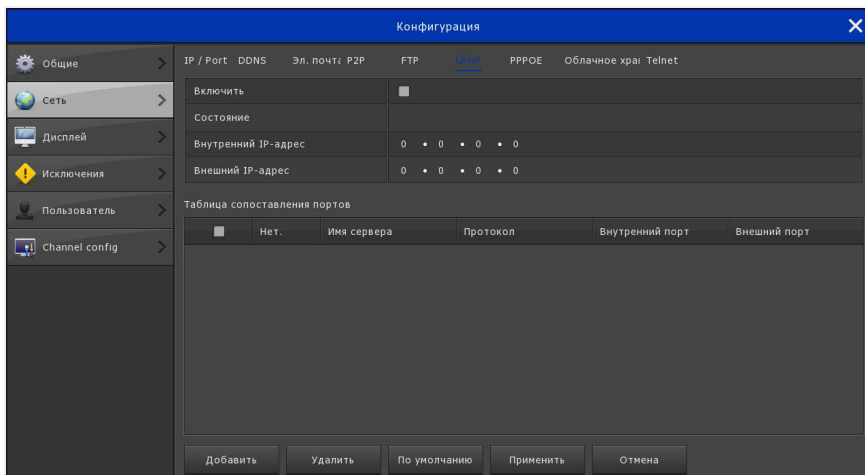 Конфигурация
Общие
Сеть
Дисплей
Исключения
Пользователь
Channel config
IP / Port DDNS Эл. почта P2P FTP UPnP PPPOE Облачное хра Telnet
Включить
Состояние
Внутренний IP-адрес 0 • 0 • 0 • 0
Внешний IP-адрес 0 • 0 • 0 • 0
Таблица сопоставления портов
Нет. Имя сервера Протокол Внутренний порт Внешний порт
Добавить Удалить По умолчанию Применить Отмена